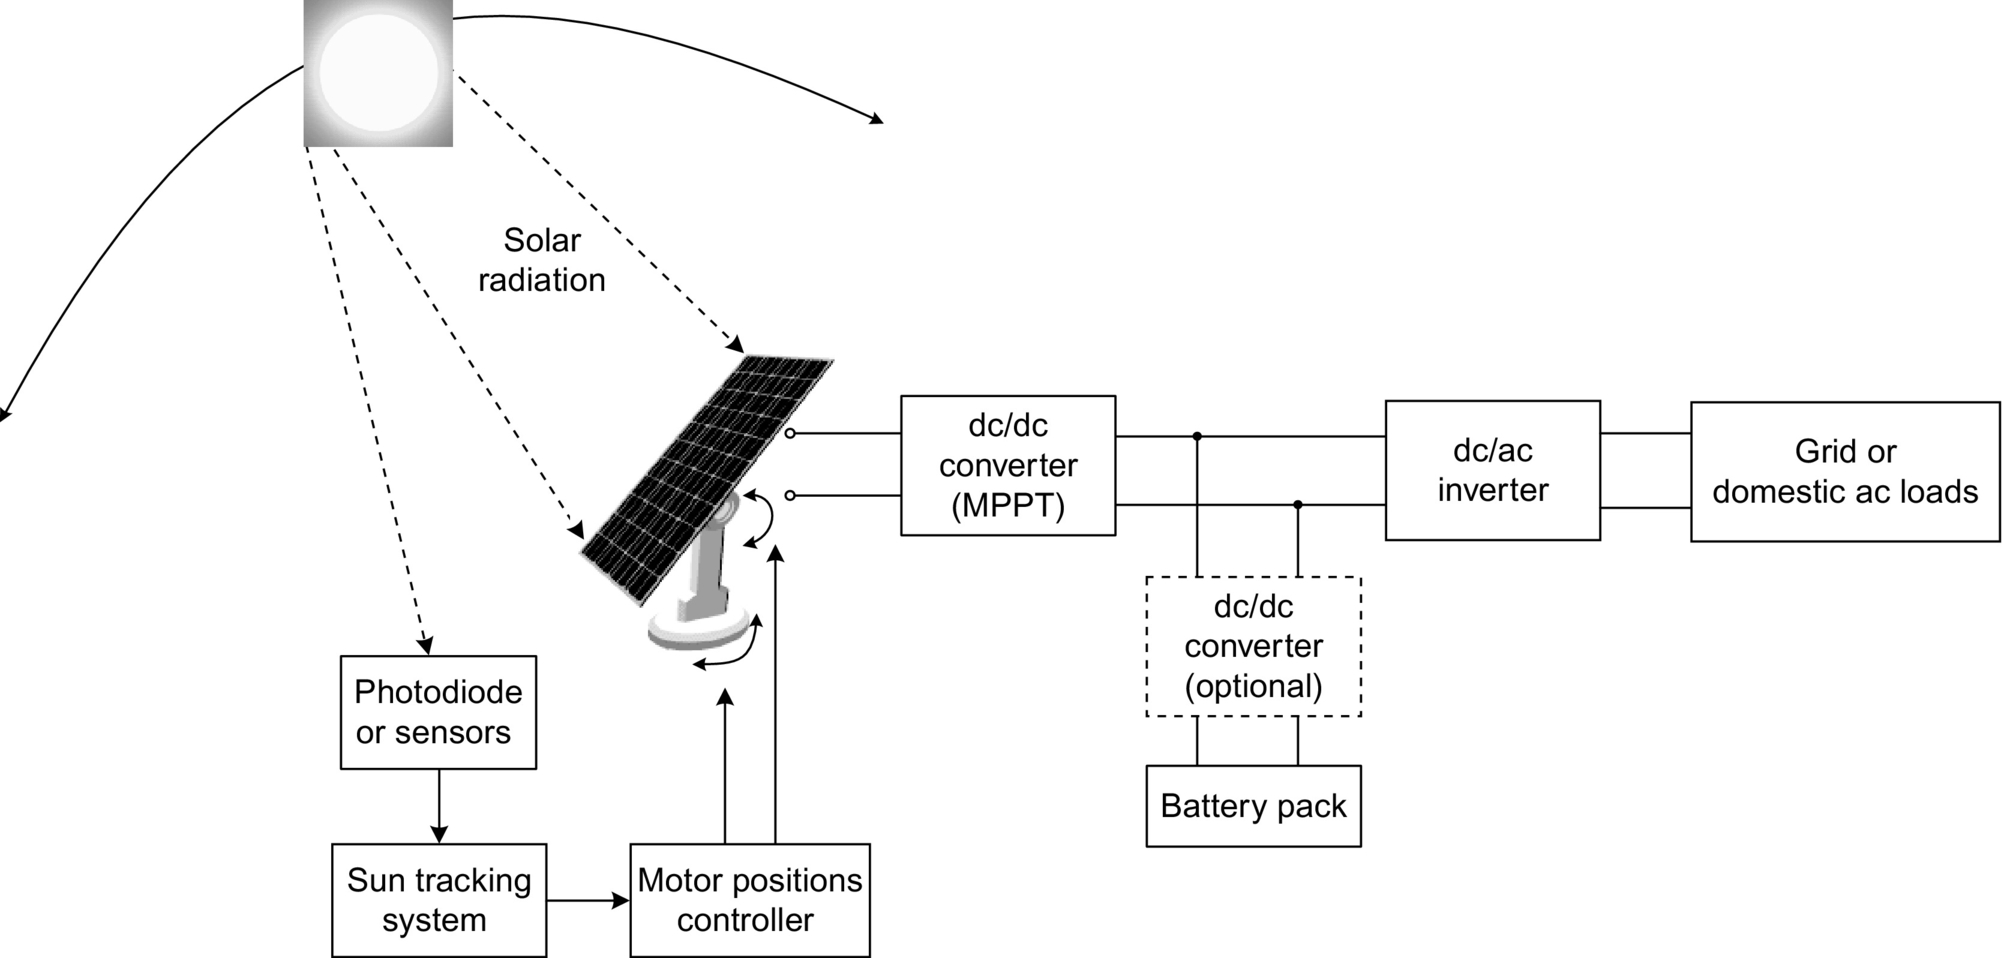 Solar
radiation
dc/dc
converter
(MPPT)
dc/ac
inverter
Grid or
domestic ac loads
dc/dc
converter
(optional)
Battery pack
Photodiode
or sensors
Sun tracking
system
Motor positions
controller